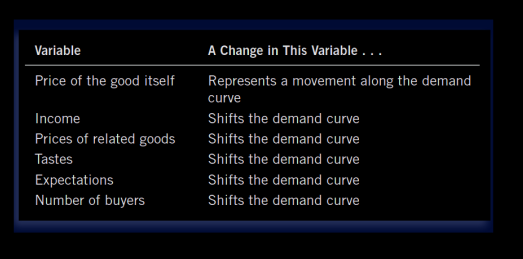 Variable A Change in This Variable . . .
Price of the good itself Represents a movement along the demand
curve
Income Shifts the demand curve
Prices of related goods Shifts the demand curve
Tastes Shifts the demand curve
Expectations Shifts the demand curve
Number of buyers Shifts the demand curve